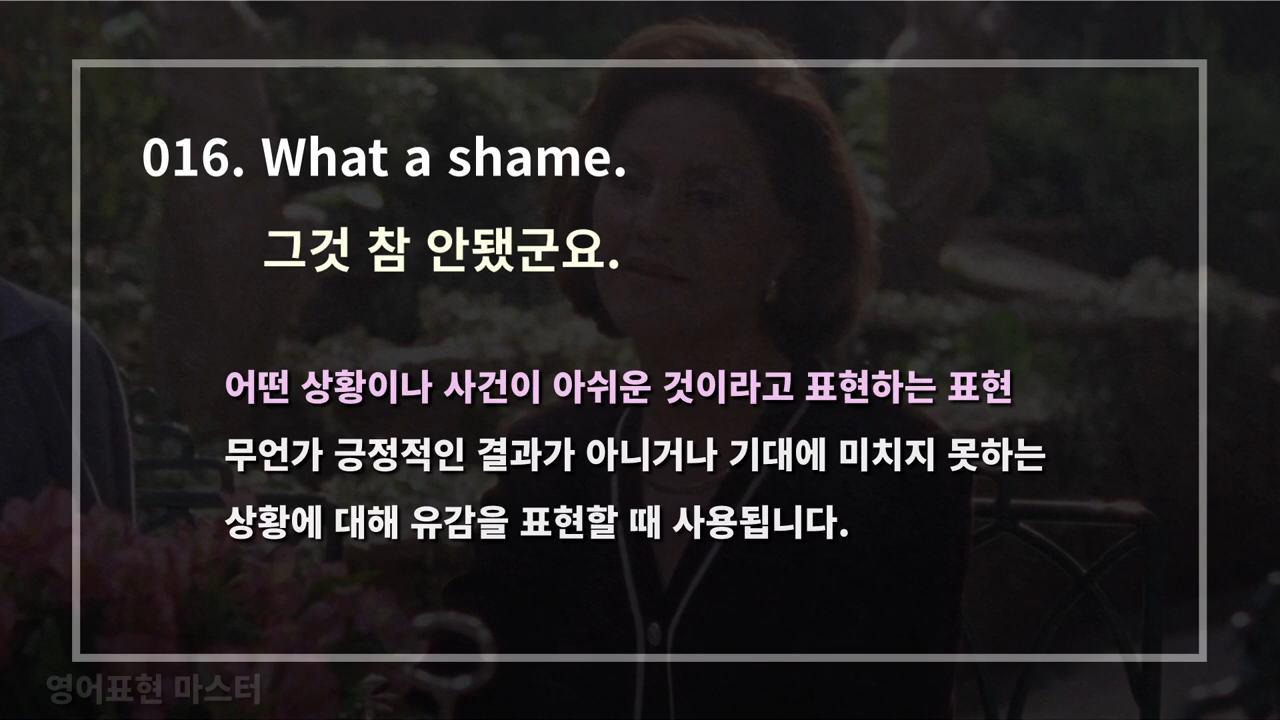 016. What a shame.
그것 참 안됐군요.
어떤 상황이나 사건이 아쉬운 것이라고 표현하는 표현
무언가 긍정적인 결과가 아니거나 기대에 미치지 못하는
상황에 대해 유감을 표현할 때 사용됩니다.
영어표현 마스터